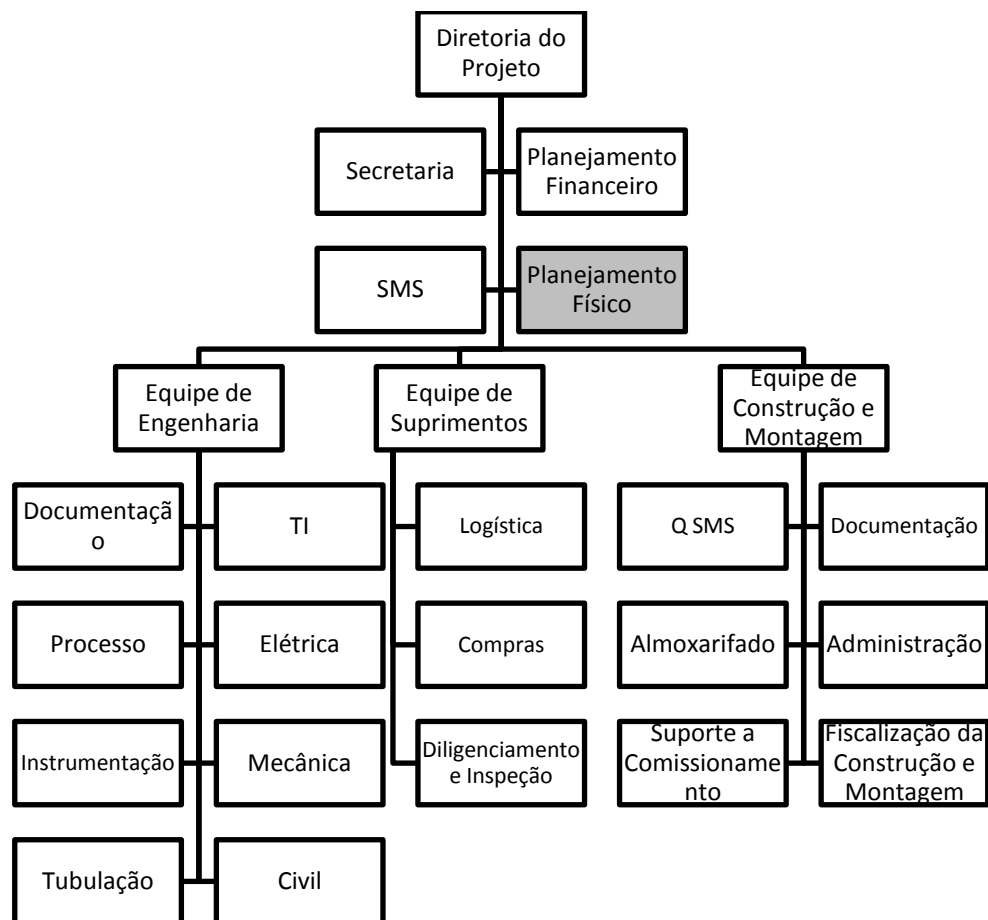 Diretoria do
Projeto
Secretaria
Planejamento
Financeiro
SMS
Planejamento
Físico
Equipe de
Engenharia
Equipe de
Suprimentos
Equipe de
Construção e
Montagem
Documentaçã
o
TI
Logística
Q SMS
Documentação
Processo
Elétrica
Compras
Almoxarifado
Administração
Instrumentação
Mecânica
Diligenciamento
e Inspeção
Suporte a
Comissioname
nto
Fiscalização da
Construção e
Montagem
Tubulação
Civil